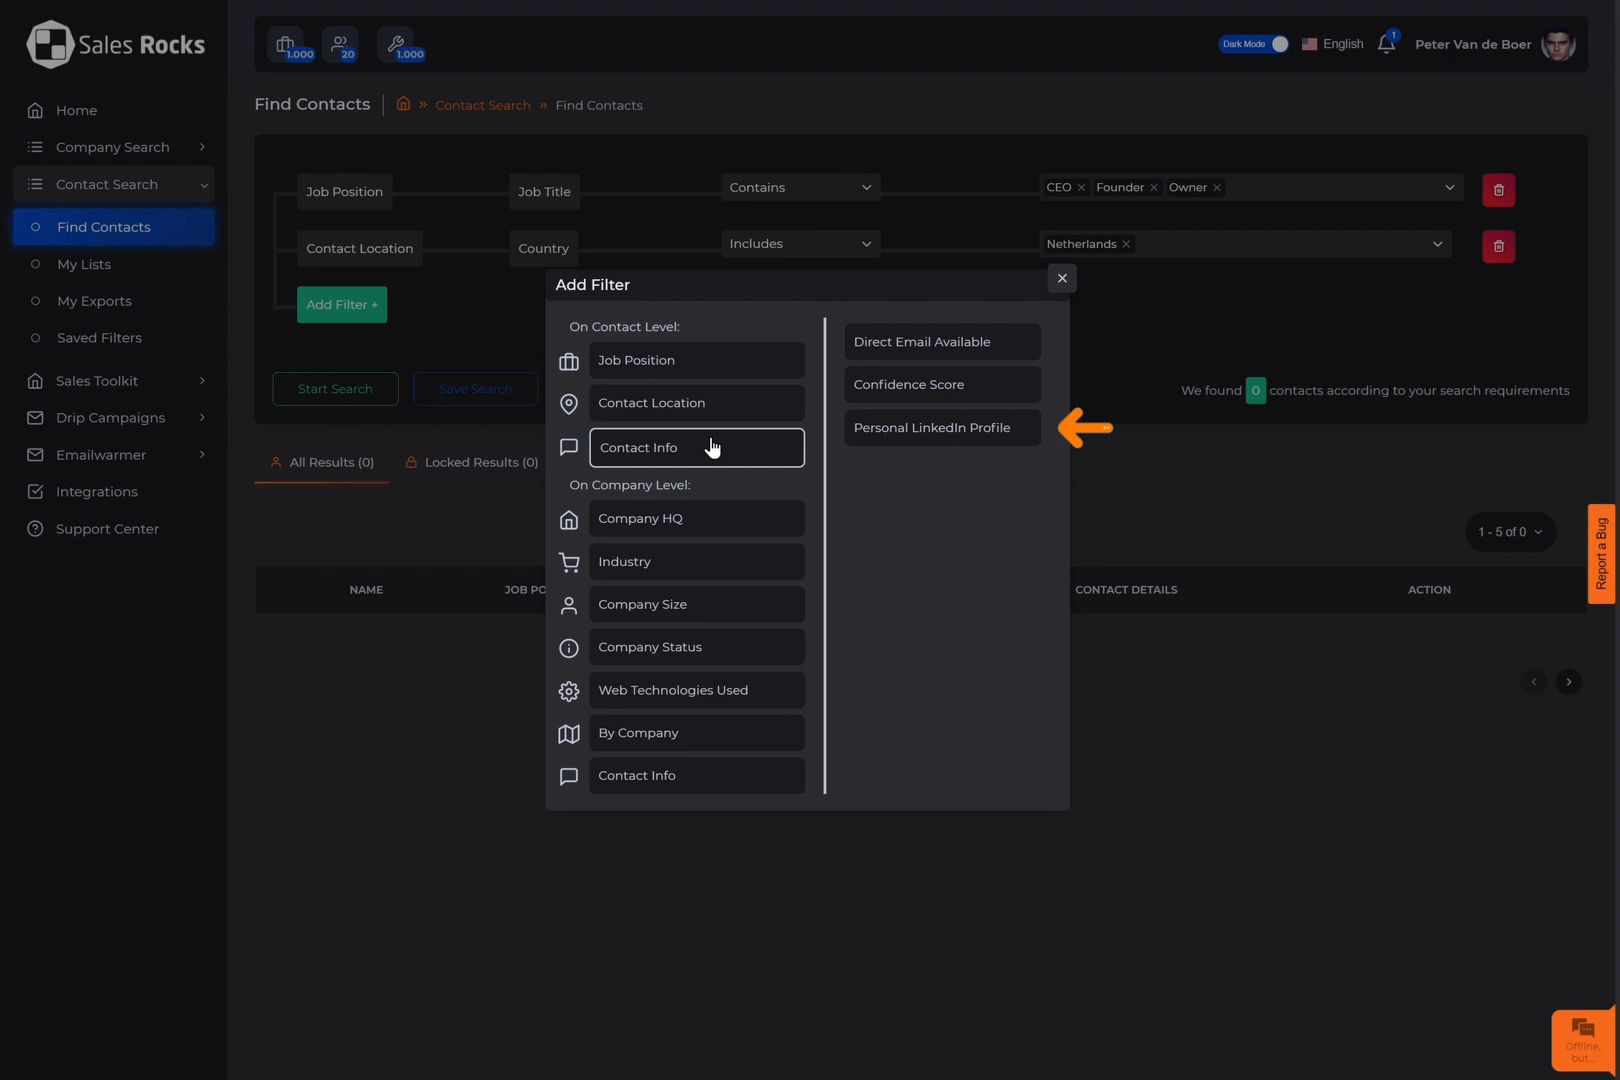 Sales Rocks
1.000
20
1.000
Dark Mode
English
1
Peter Van de Boer
Home
Company Search
Contact Search
Find Contacts
My Lists
My Exports
Saved Filters
Sales Toolkit
Drip Campaigns
Emailwarmer
Integrations
Support Center
Find Contacts
» Contact Search » Find Contacts
Job Position
Job Title
Contains
CEO × Founder × Owner ×
Contact Location
Country
Includes
Netherlands ×
Add Filter +
Start Search
Save Search
We found 0 contacts according to your search requirements
All Results (0)
Locked Results (0)
1 - 5 of 0
NAME
JOB PO
CONTACT DETAILS
ACTION
Add Filter
×
On Contact Level:
Job Position
Contact Location
Contact Info
On Company Level:
Company HQ
Industry
Company Size
Company Status
Web Technologies Used
By Company
Contact Info
Direct Email Available
Confidence Score
Personal LinkedIn Profile
Report a Bug
Offline,
but...